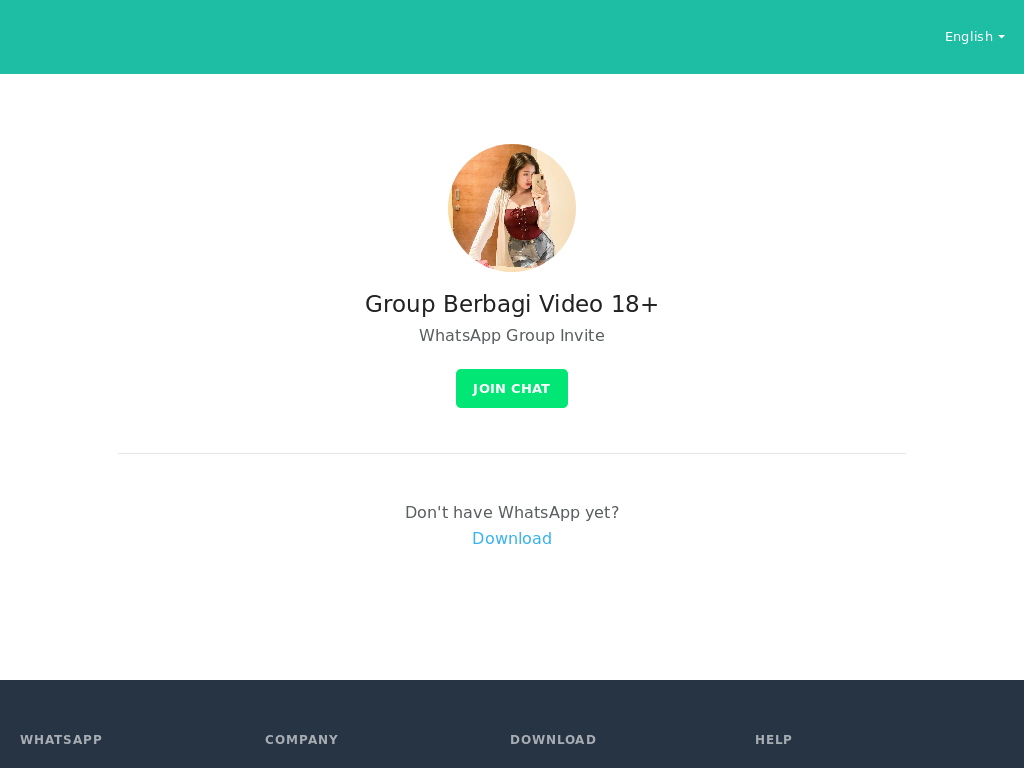 English
Group Berbagi Video 18+
WhatsApp Group Invite
JOIN CHAT
Don't have WhatsApp yet?
Download
WHATSAPP
COMPANY
DOWNLOAD
HELP